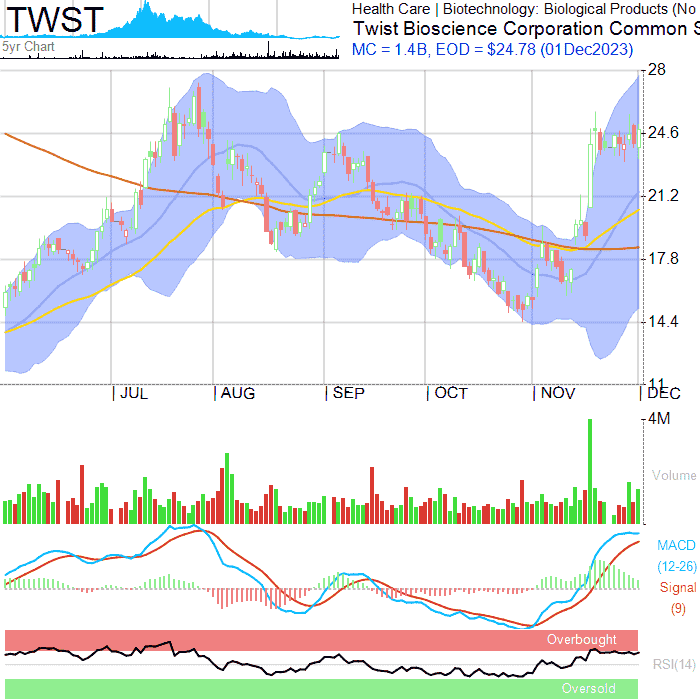 TWST
5yr Chart
Health Care | Biotechnology: Biological Products (No
Twist Bioscience Corporation Common S
MC = 1.4B, EOD = $24.78 (01Dec2023)
28
24.6
21.2
17.8
14.4
11
JUL AUG SEP OCT NOV DEC
4M
Volume
MACD
(12-26)
Signal
(9)
Overbought
RSI(14)
Oversold